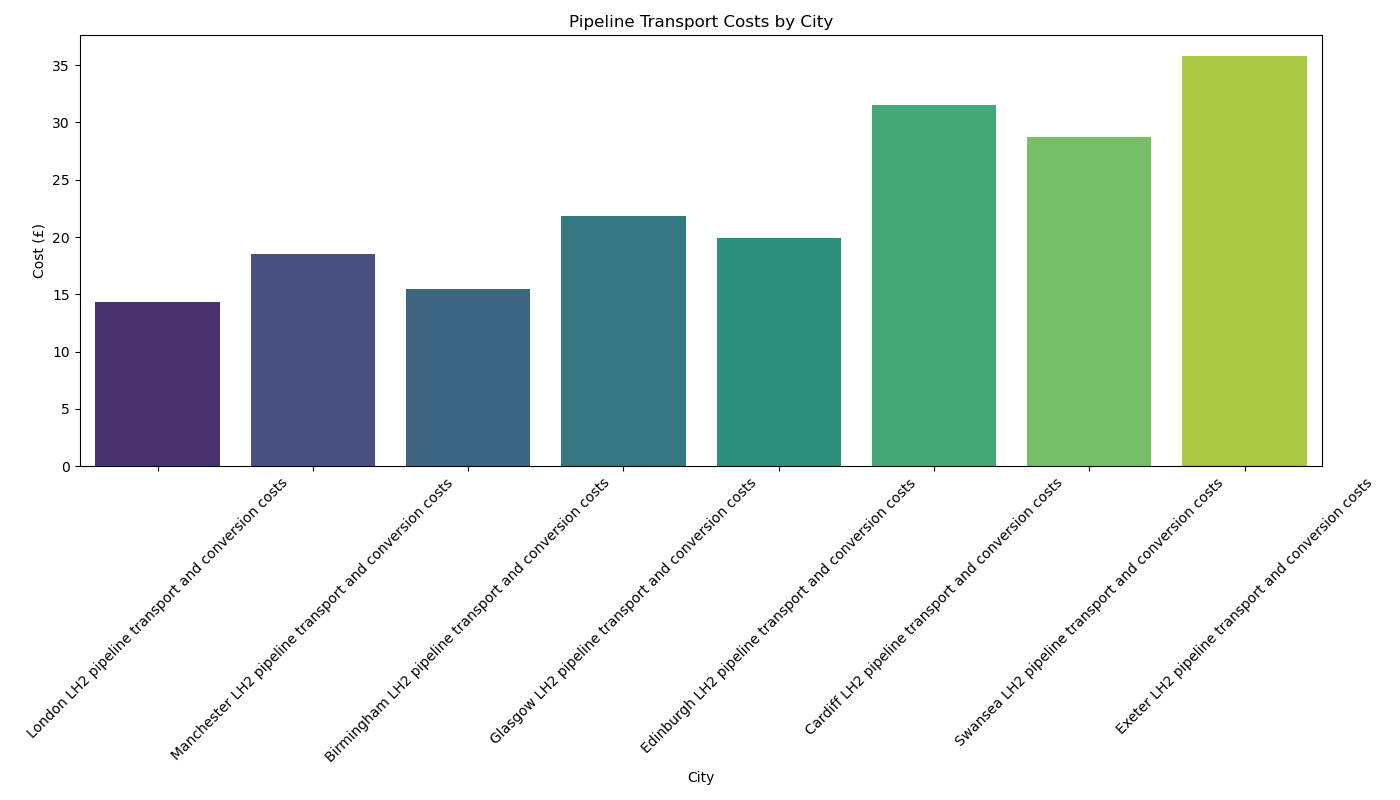 Pipeline Transport Costs by City
Cost (£)
35
30
25
20
15
10
5
0
London LH2 pipeline transport and conversion costs
Manchester LH2 pipeline transport and conversion costs
Birmingham LH2 pipeline transport and conversion costs
Glasgow LH2 pipeline transport and conversion costs
Edinburgh LH2 pipeline transport and conversion costs
Cardiff LH2 pipeline transport and conversion costs
Swansea LH2 pipeline transport and conversion costs
Exeter LH2 pipeline transport and conversion costs
City